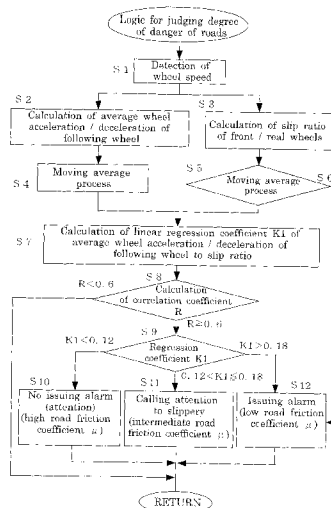 Logic for judging degree
of danger of roads
S 1
Detection of
wheel speed
S 2
Calculation of average wheel
acceleration / deceleration of
following wheel
S 3
Calculation of slip ratio
of front / real wheels
S 4
Moving average
process
S 5
Moving average
process
S 6
S 7
Calculation of linear regression coefficient K1 of
average wheel acceleration / deceleration of
following wheel to slip ratio
S 8
R<0.6
Calculation
of correlation coefficient
R
R≥0.6
S 9
K1<0.12
Regression
coefficient K1
K1>0.18
0.12<K1≦0.18
S 10
No issuing alarm
(attention)
(high road friction
coefficient μ)
S 11
Calling attention
to slippery
(intermediate road
friction coefficient μ)
S 12
Issuing alarm
(low road friction
coefficient μ)
RETURN